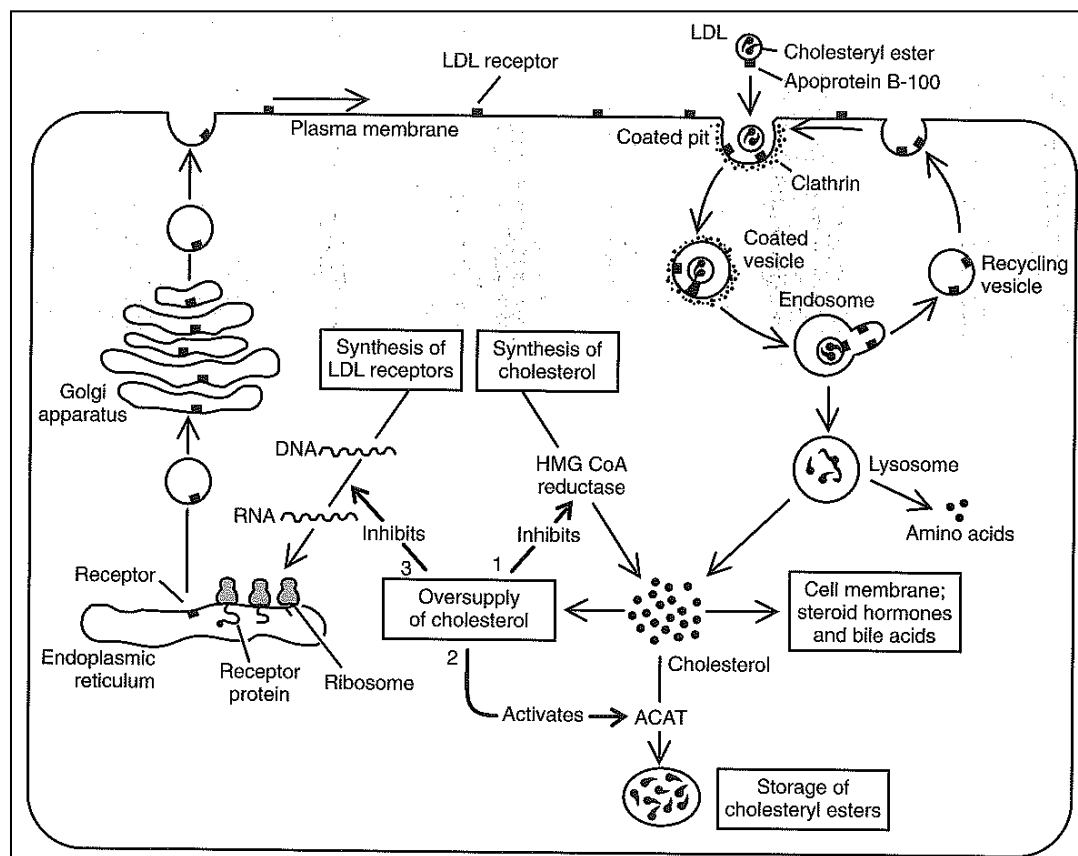 LDL
Cholesteryl ester
LDL receptor
Apoprotein B-100
Plasma membrane
Coated pit
Clathrin
Coated
vesicle
Recycling
vesicle
Endosome
Synthesis of
LDL receptors
Synthesis of
cholesterol
Golgi
apparatus
DNA
HMG CoA
reductase
Lysosome
RNA
Inhibits
Inhibits
Amino acids
3
1
Receptor
Oversupply
of cholesterol
Cell membrane;
steroid hormones
and bile acids
2
Cholesterol
Endoplasmic
reticulum
Receptor
protein
Ribosome
Activates
ACAT
Storage of
cholesteryl esters